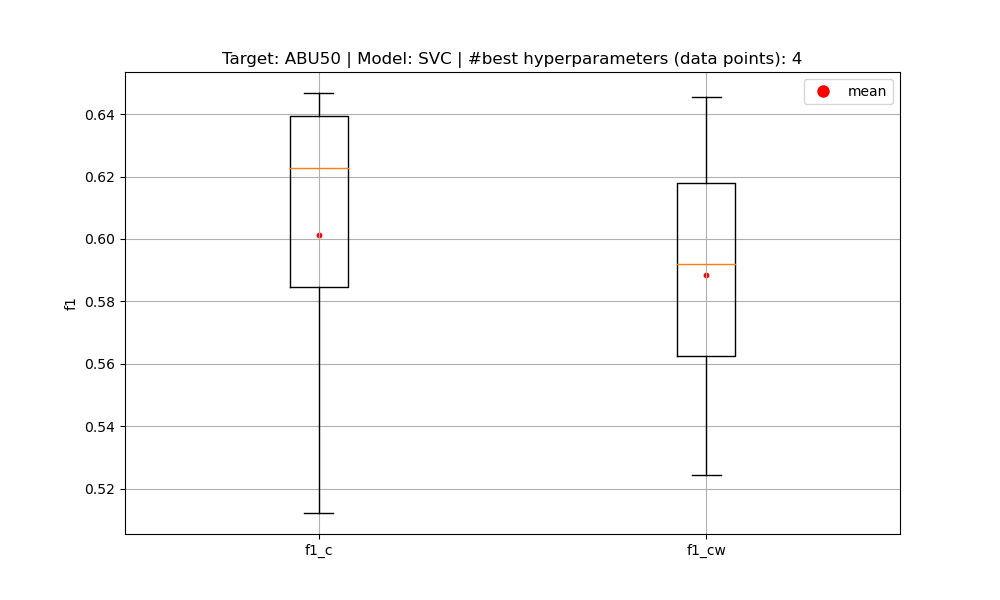 Target: ABU50 | Model: SVC | #best hyperparameters (data points): 4
mean
0.64
0.62
0.60
0.58
0.56
0.54
0.52
f1
f1_c
f1_cw